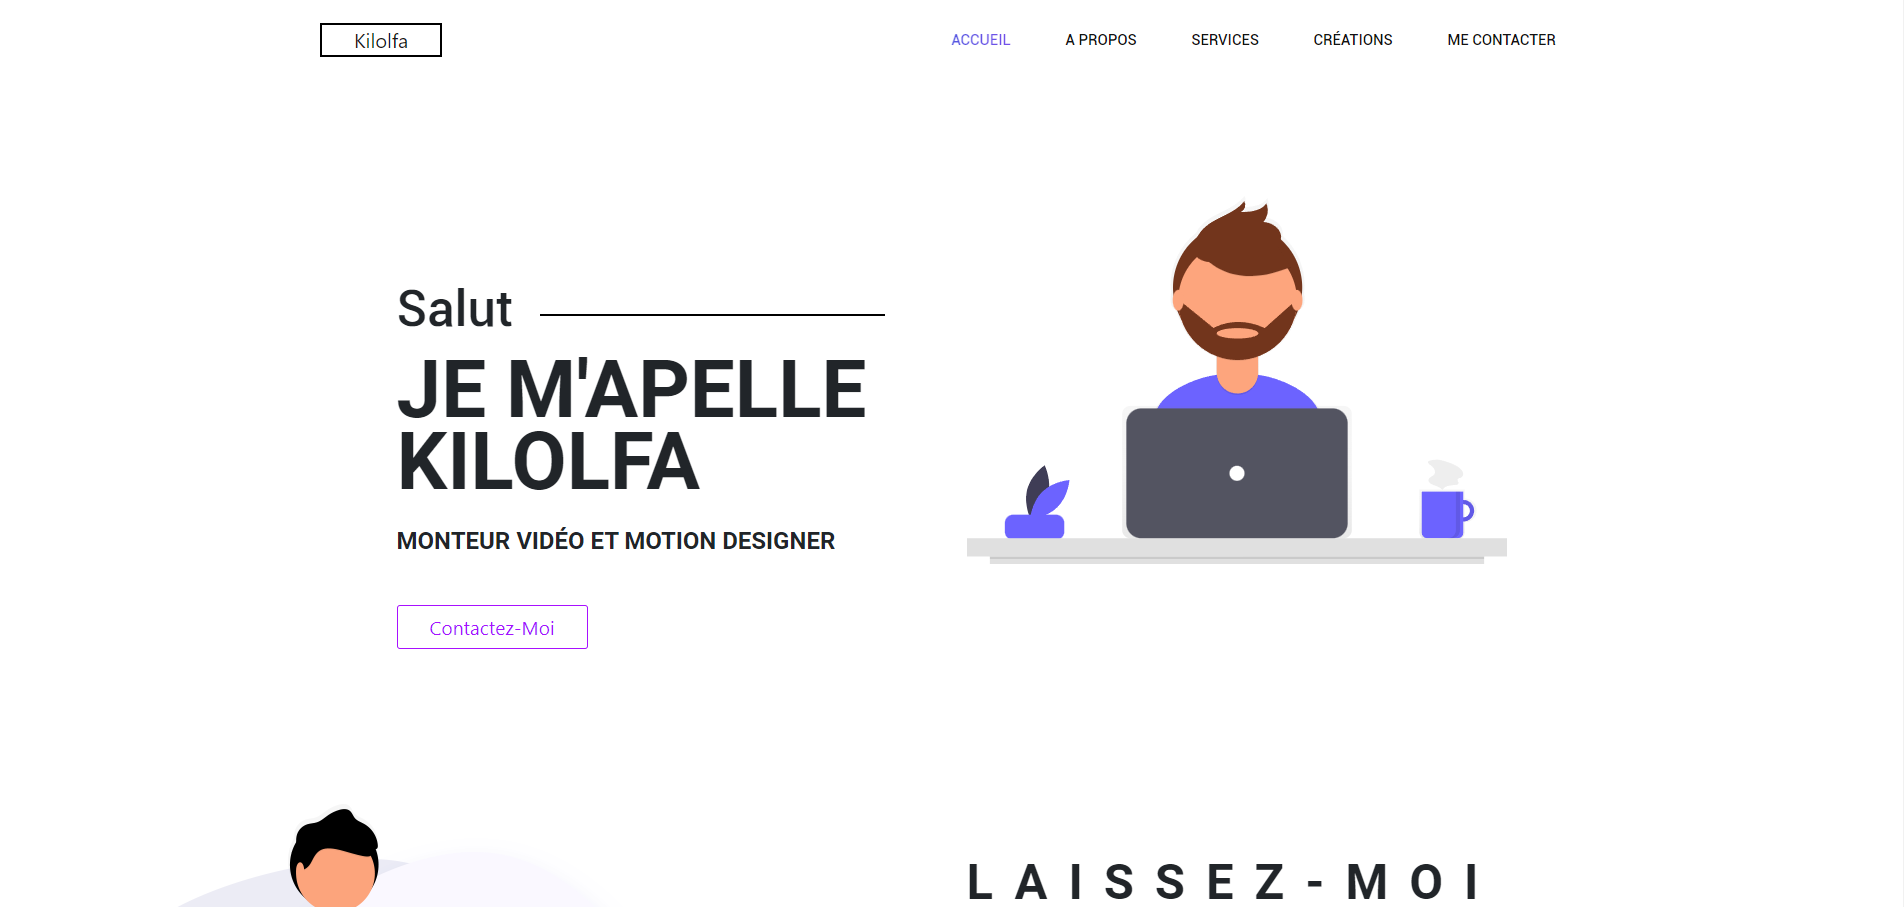 Kilolfa
ACCUEIL A PROPOS SERVICES CRÉATIONS ME CONTACTER
Salut
JE M'APELLE
KILOLFA
MONTEUR VIDÉO ET MOTION DESIGNER
Contactez-Moi
LAISSEZ-MOI